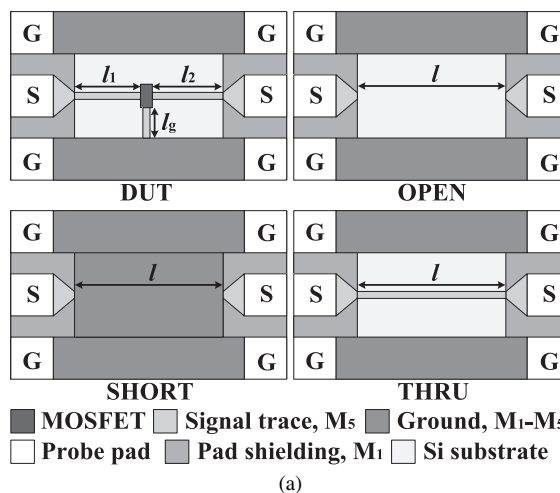 G G G G
l1 l2
S S S l S
lg
G G G G
DUT OPEN
G G G G
l l
S S S S
G G G G
SHORT THRU
MOSFET Signal trace, M5 Ground, M1-M5
Probe pad Pad shielding, M1 Si substrate
(a)